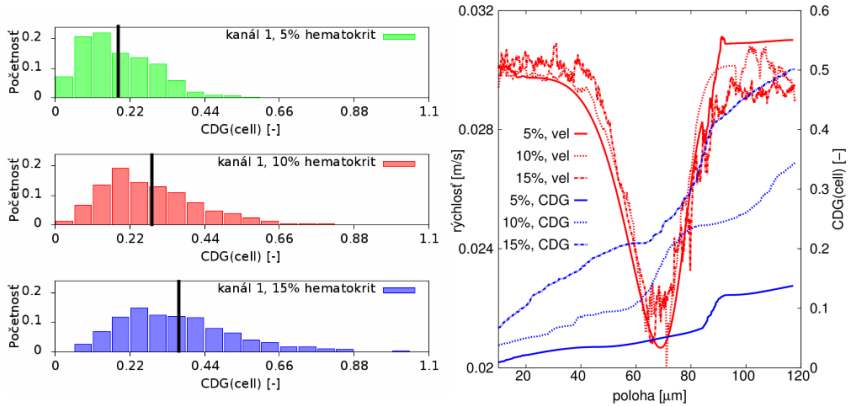 kanál 1, 5% hematokrit
Početnosť
0.2
0.1
0
0 0.22 0.44 0.66 0.88 1.1
CDG(cell) [-]
kanál 1, 10% hematokrit
Početnosť
0.2
0.1
0
0 0.22 0.44 0.66 0.88 1.1
CDG(cell) [-]
kanál 1, 15% hematokrit
Početnosť
0.2
0.1
0
0 0.22 0.44 0.66 0.88 1.1
CDG(cell) [-]
rýchlosť [m/s]
0.032
0.028
0.024
0.02
5%, vel
10%, vel
15%, vel
5%, CDG
10%, CDG
15%, CDG
0.6
0.5
0.4
0.3
0.2
0.1
0
CDG(cell) [–]
20 40 60 80 100 120
poloha [μm]